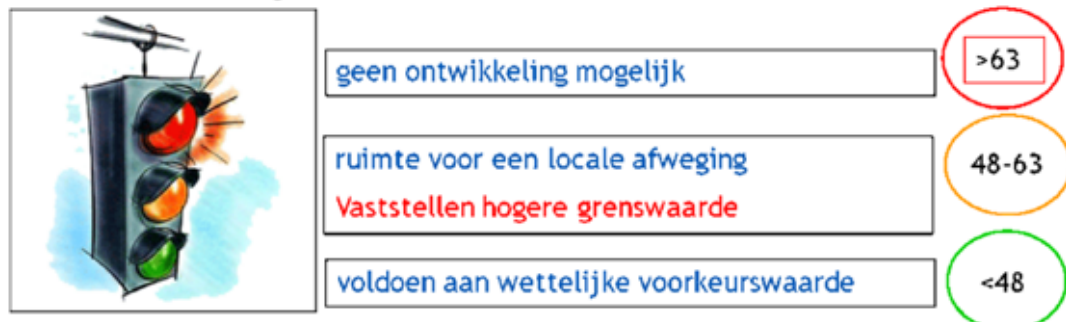 geen ontwikkeling mogelijk
>63
ruimte voor een locale afweging
Vaststellen hogere grenswaarde
48-63
voldoen aan wettelijke voorkeurswaarde
<48